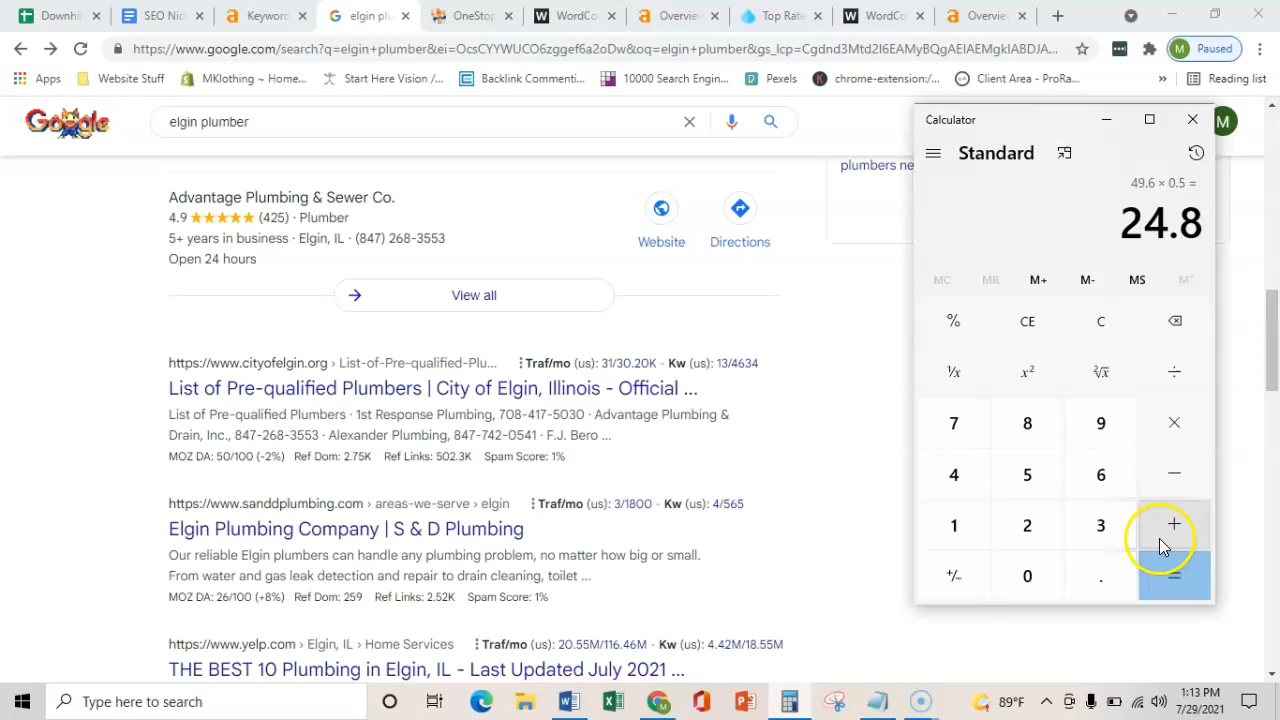 Downhill
SEO Nic
Keyword
elgin plu
OneStop
WordCo
Overview
Top Rate
WordCo
Overview
https://www.google.com/search?q=elgin+plumber&ei=OcsCYYWUCO6zggef6a2oDw&oq=elgin+plumber&gs_lcp=Cgdnd3Mtd2l6EAMyBQgAEIAEMgkIABDJA...
M Paused
Apps
Website Stuff
MKlothing ~ Home...
Start Here Vision /...
Backlink Commenti...
10000 Search Engin...
Pexels
chrome-extension:/...
Client Area - ProRa...
»
Reading list
Google
elgin plumber
M
plumbers ne
Advantage Plumbing & Sewer Co.
4.9 ★★★★★ (425) · Plumber
5+ years in business · Elgin, IL · (847) 268-3553
Open 24 hours
Website
Directions
View all
https://www.cityofelgin.org › List-of-Pre-qualified-Plu... Traf/mo (us): 31/30.20K - Kw (us): 13/4634
List of Pre-qualified Plumbers | City of Elgin, Illinois - Official ...
List of Pre-qualified Plumbers · 1st Response Plumbing, 708-417-5030 · Advantage Plumbing &
Drain, Inc., 847-268-3553 · Alexander Plumbing, 847-742-0541 · F.J. Bero ...
MOZ DA: 50/100 (-2%) Ref Dom: 2.75K Ref Links: 502.3K Spam Score: 1%
https://www.sanddplumbing.com › areas-we-serve › elgin Traf/mo (us): 3/1800 - Kw (us): 4/565
Elgin Plumbing Company | S & D Plumbing
Our reliable Elgin plumbers can handle any plumbing problem, no matter how big or small.
From water and gas leak detection and repair to drain cleaning, toilet ...
MOZ DA: 26/100 (+8%) Ref Dom: 259 Ref Links: 2.52K Spam Score: 1%
https://www.yelp.com › Elgin, IL › Home Services Traf/mo (us): 20.55M/116.46M - Kw (us): 4.42M/18.55M
THE BEST 10 Plumbing in Elgin, IL - Last Updated July 2021 ...
Calculator
Standard
49.6 × 0.5 =
24.8
MC MR M+ M- MS M˅
% CE C
¹/x x² ∛x ÷
7 8 9 ×
4 5 6 −
1 2 3 +
+/- 0 . =
Type here to search
89°F
1:13 PM
7/29/2021